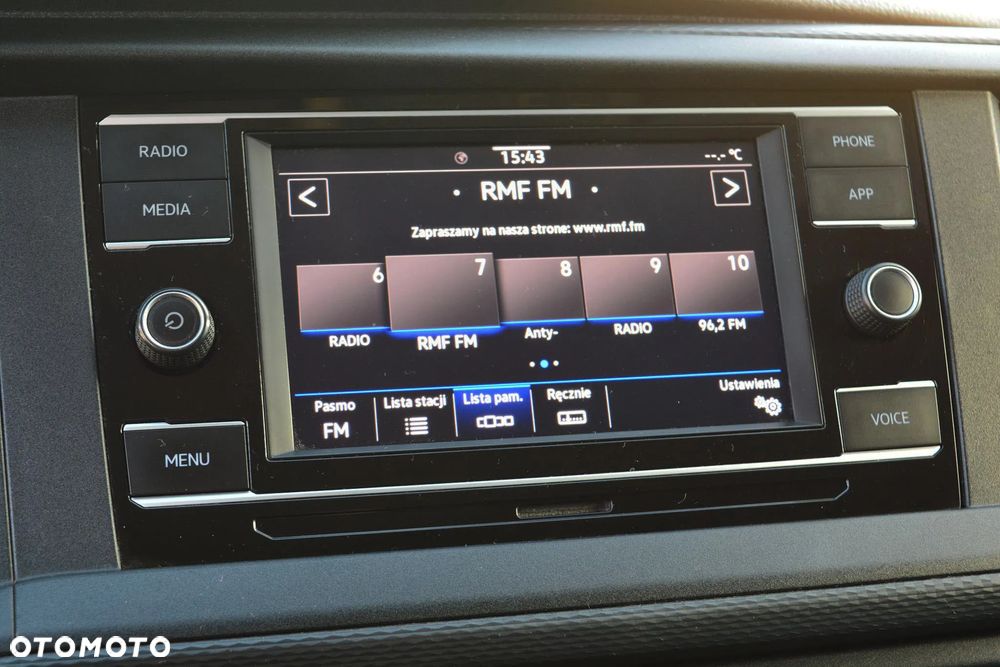 RADIO
MEDIA
MENU
15:43
--.- °C
<
• RMF FM •
>
Zapraszamy na nasza strone: www.rmf.fm
6
7
8
9
10
RADIO
RMF FM
Anty-
RADIO
96,2 FM
Pasmo
FM
Lista stacji
Lista pam.
Ręcznie
Ustawienia
PHONE
APP
VOICE
OTOMOTO